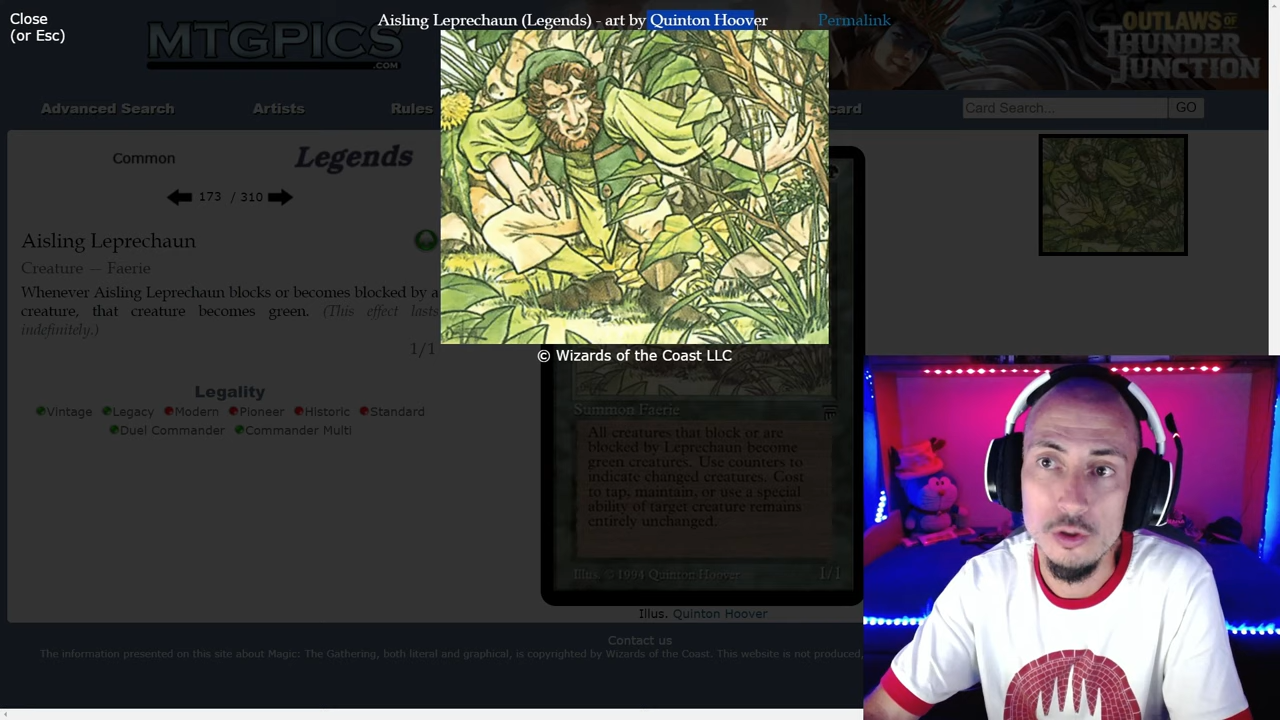 Close
(or Esc)
Aisling Leprechaun (Legends) - art by Quinton Hoover
Permalink
MTGPICS
.COM
OUTLAWS OF
THUNDER
JUNCTION
Advanced Search
Artists
Rules
card
Card Search...
GO
Common
Legends
173 / 310
Aisling Leprechaun
Creature — Faerie
Whenever Aisling Leprechaun blocks or becomes blocked by a
creature, that creature becomes green. (This effect lasts
indefinitely.)
1/1
Legality
Vintage Legacy Modern Pioneer Historic Standard
Duel Commander Commander Multi
© Wizards of the Coast LLC
Summon Faerie
All creatures that block or are
blocked by Leprechaun become
green creatures. Use counters to
indicate changed creatures. Cost
to tap, maintain, or use a special
ability of target creature remains
entirely unchanged.
Illus. © 1994 Quinton Hoover
1/1
Illus. Quinton Hoover
Contact us
The information presented on this site about Magic: The Gathering, both literal and graphical, is copyrighted by Wizards of the Coast. This website is not produced,